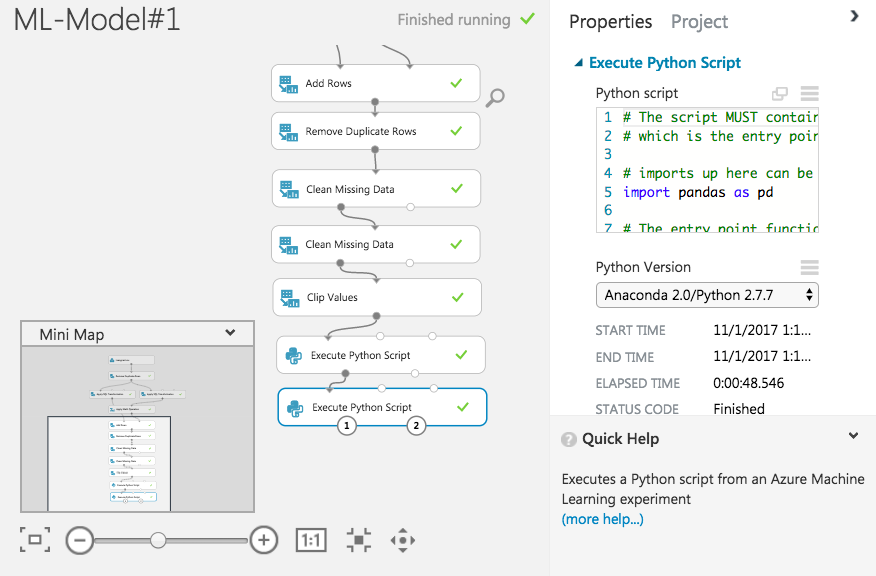 ML-Model#1
Finished running
Add Rows
Remove Duplicate Rows
Clean Missing Data
Clean Missing Data
Clip Values
Execute Python Script
Execute Python Script
1
2
Mini Map
1:1
Properties Project
Execute Python Script
Python script
1 # The script MUST contain
2 # which is the entry poin
3
4 # imports up here can be
5 import pandas as pd
6
7 # The entry point functio
Python Version
Anaconda 2.0/Python 2.7.7
START TIME 11/1/2017 1:1...
END TIME 11/1/2017 1:1...
ELAPSED TIME 0:00:48.546
STATUS CODE Finished
? Quick Help
Executes a Python script from an Azure Machine
Learning experiment
(more help...)